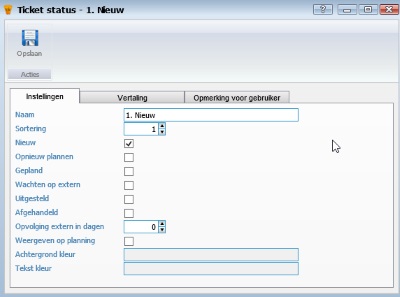 Ticket status - 1. Nieuw
Opslaan
Acties
Instellingen
Vertaling
Opmerking voor gebruiker
Naam
1. Nieuw
Sortering
1
Nieuw
Opnieuw plannen
Gepland
Wachten op extern
Uitgesteld
Afgehandeld
Opvolging extern in dagen
0
Weergeven op planning
Achtergrond kleur
Tekst kleur